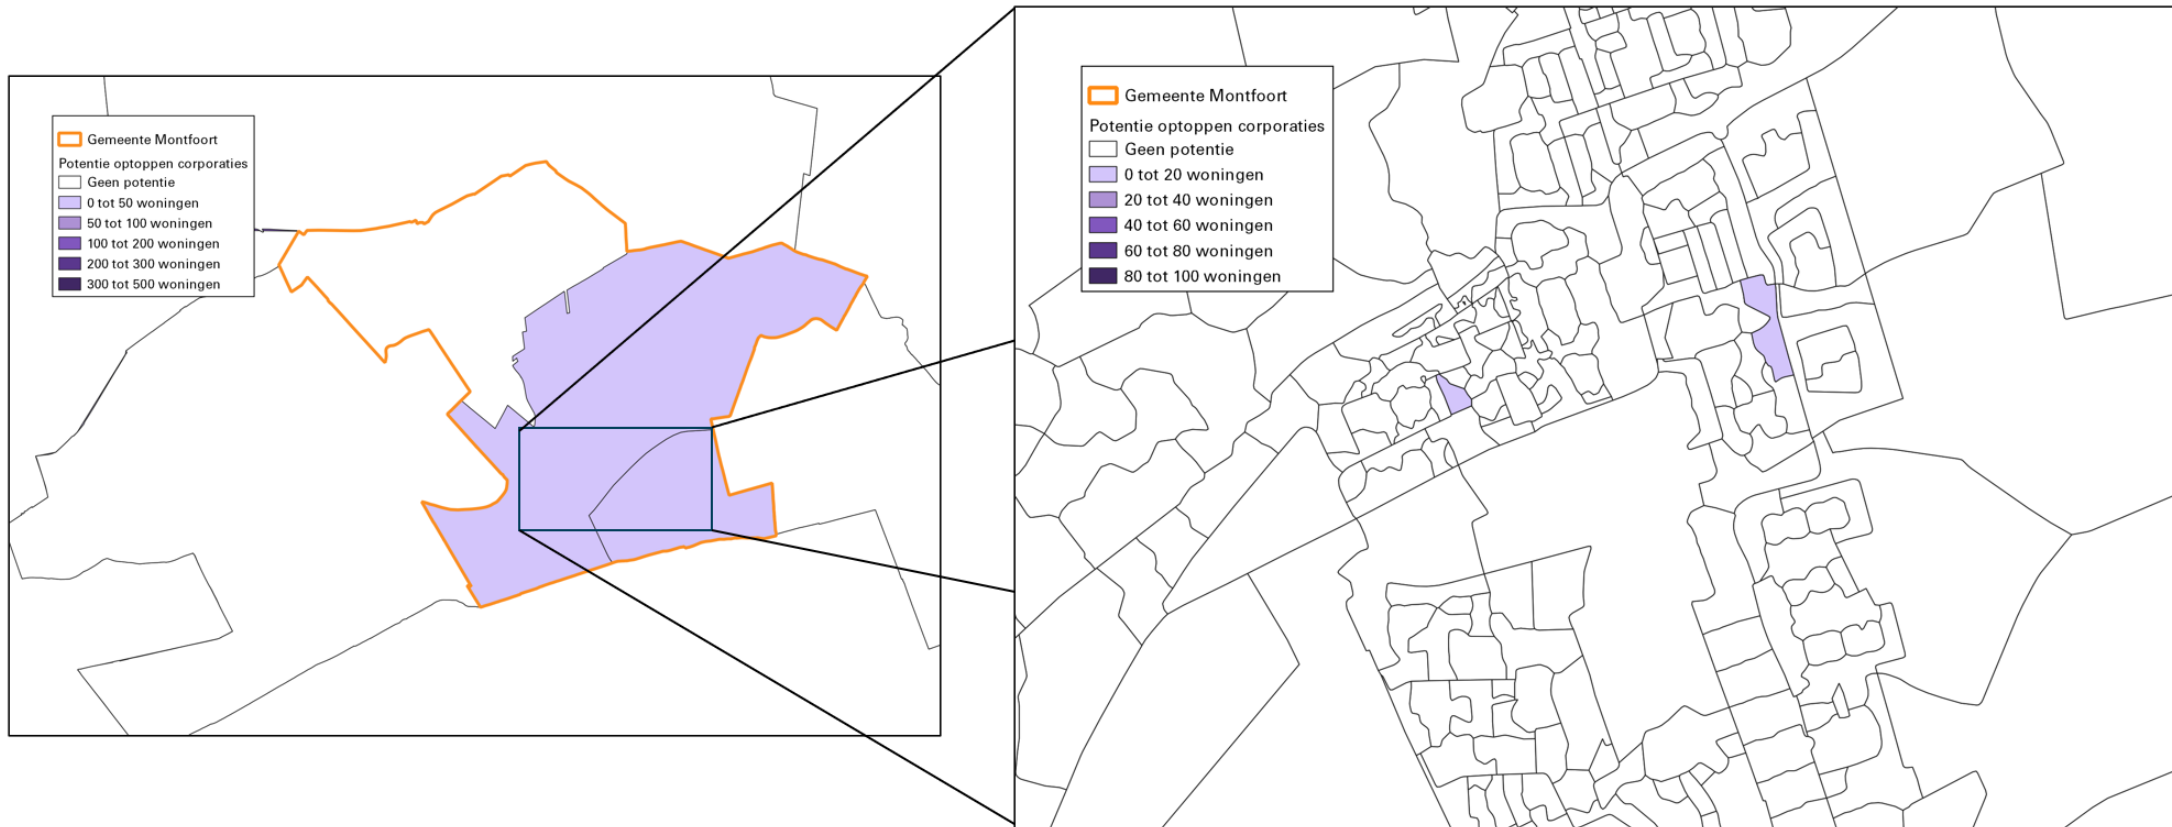 Gemeente Montfoort
Potentie optoppen corporaties
Geen potentie
0 tot 50 woningen
50 tot 100 woningen
100 tot 200 woningen
200 tot 300 woningen
300 tot 500 woningen
Gemeente Montfoort
Potentie optoppen corporaties
Geen potentie
0 tot 20 woningen
20 tot 40 woningen
40 tot 60 woningen
60 tot 80 woningen
80 tot 100 woningen